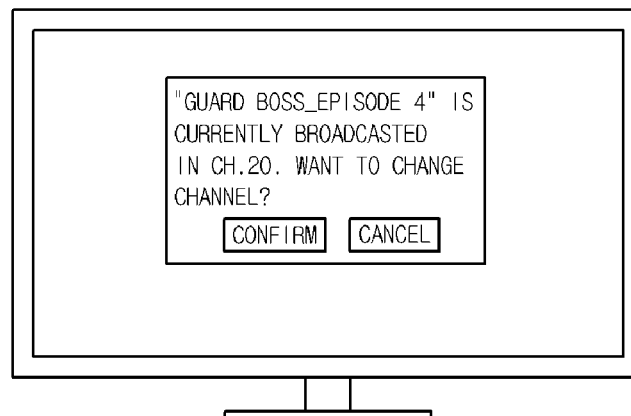 "GUARD BOSS_EPISODE 4" IS
CURRENTLY BROADCASTED
IN CH.20. WANT TO CHANGE
CHANNEL?
CONFIRM CANCEL